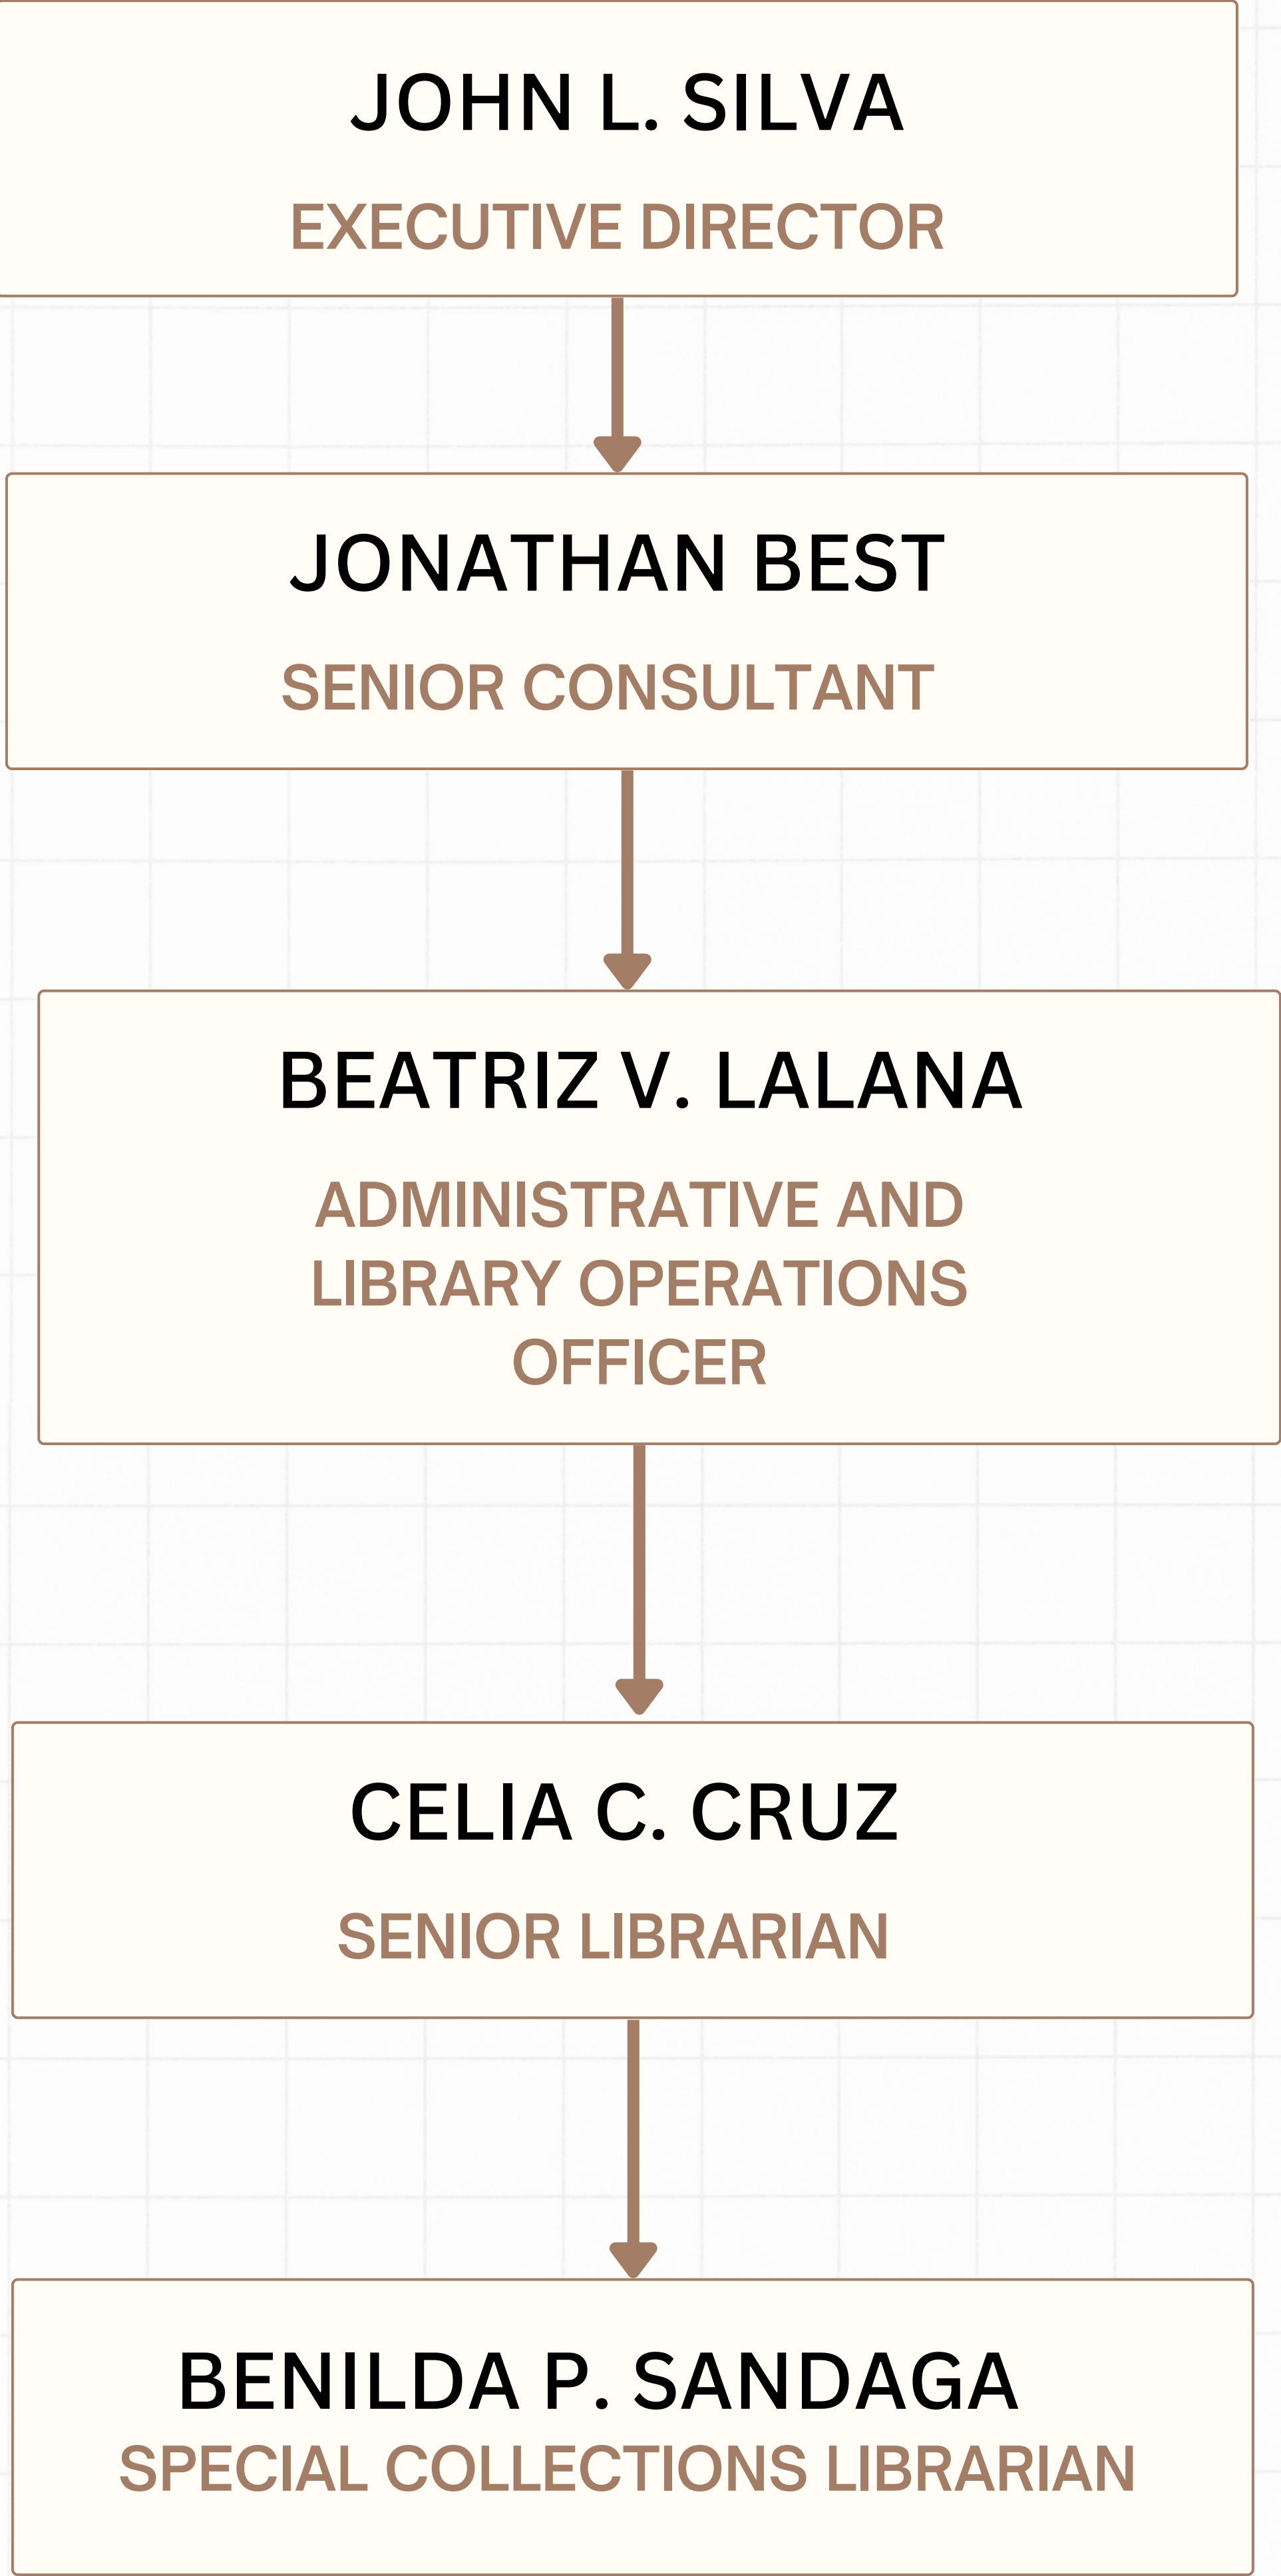 JOHN L. SILVA
EXECUTIVE DIRECTOR
JONATHAN BEST
SENIOR CONSULTANT
BEATRIZ V. LALANA
ADMINISTRATIVE AND
LIBRARY OPERATIONS
OFFICER
CELIA C. CRUZ
SENIOR LIBRARIAN
BENILDA P. SANDAGA
SPECIAL COLLECTIONS LIBRARIAN